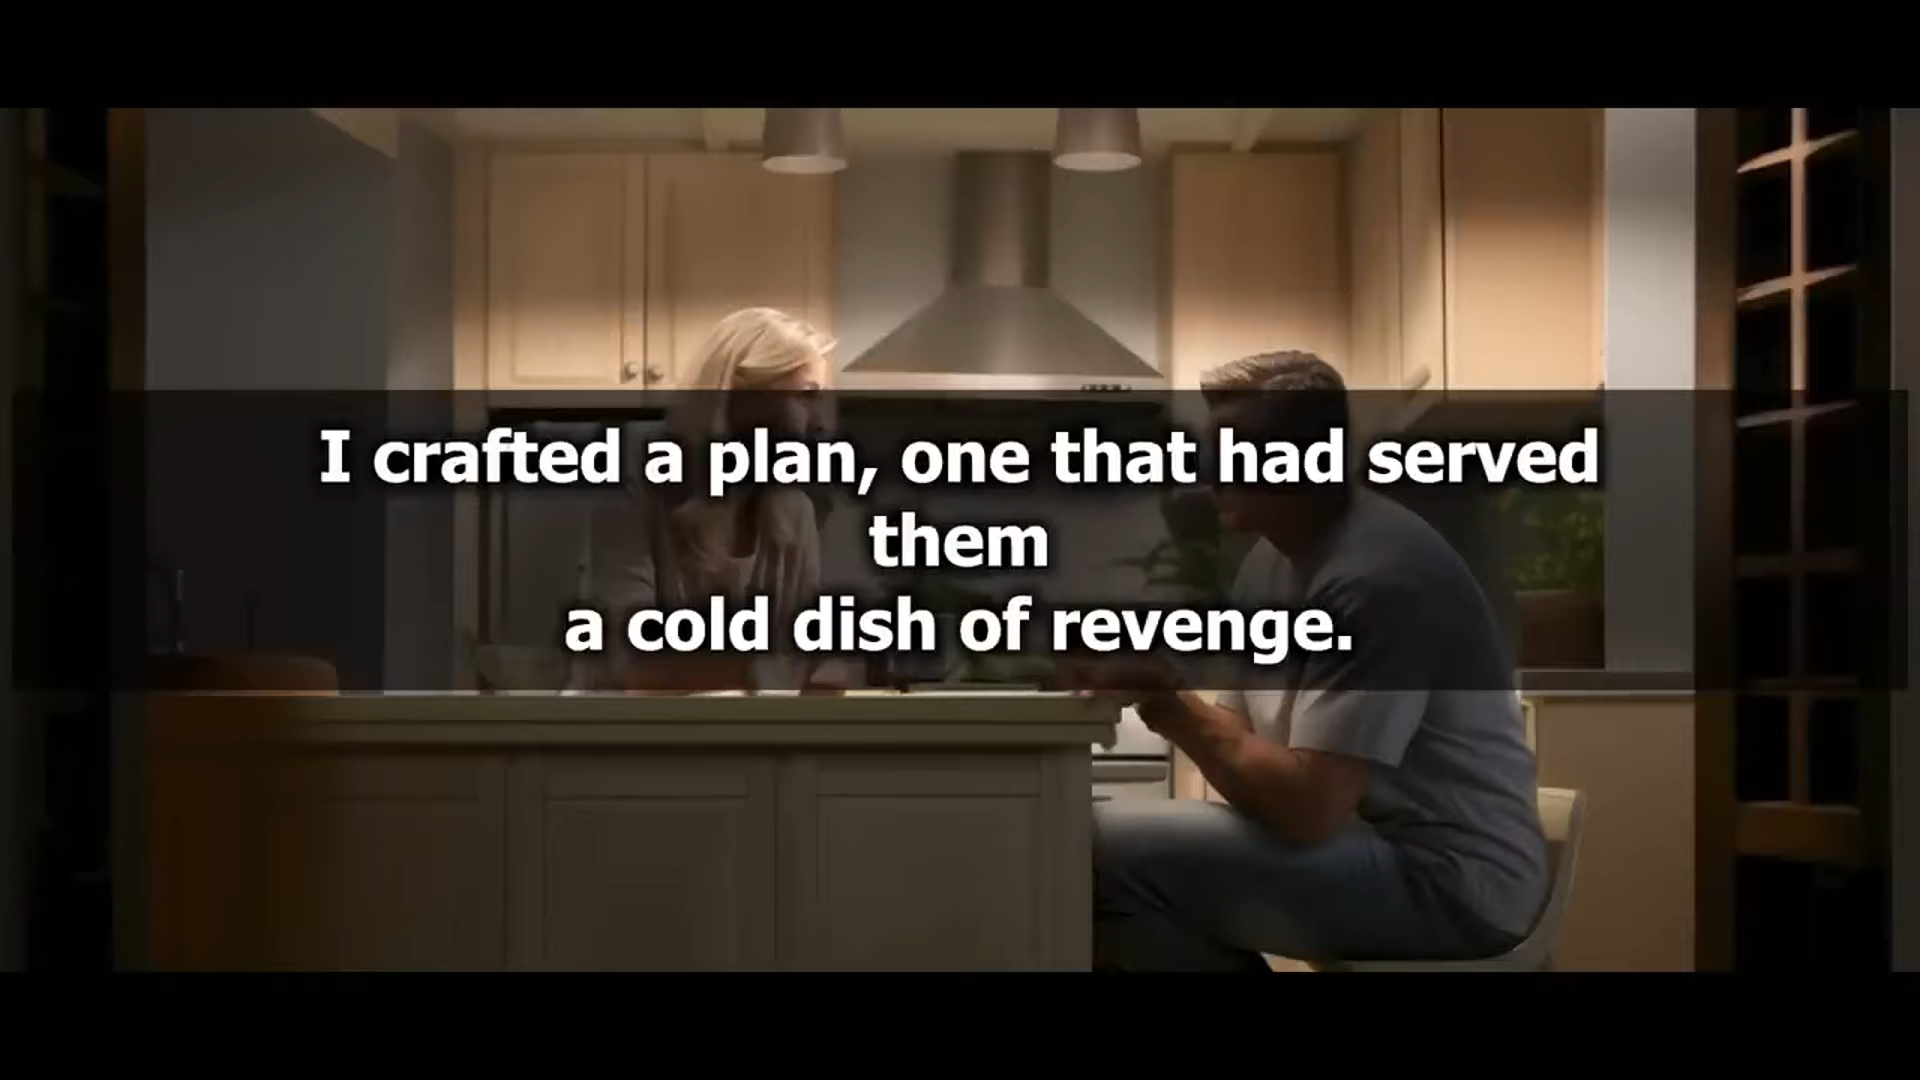 I crafted a plan, one that had served
them
a cold dish of revenge.